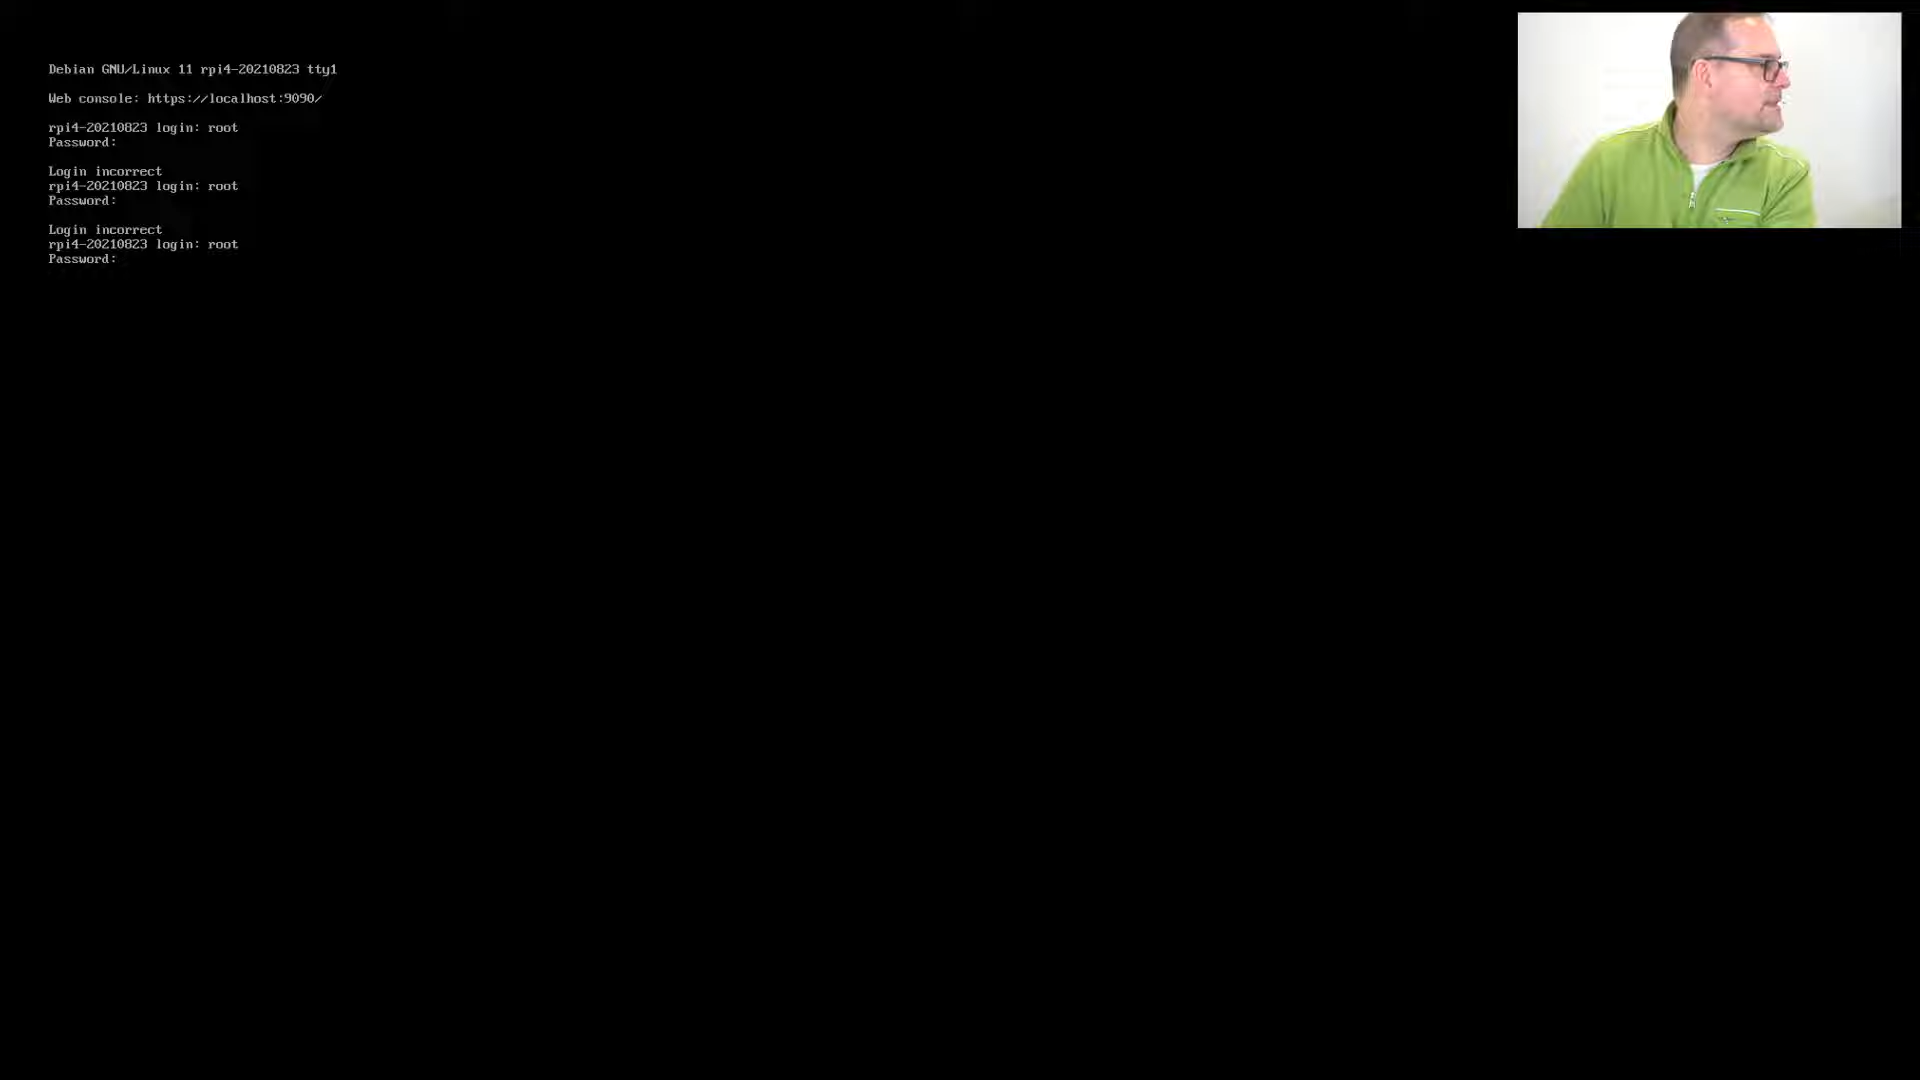 Debian GNU/Linux 11 rpi4-20210823 tty1
Web console: https://localhost:9090/
rpi4-20210823 login: root
Password:
Login incorrect
rpi4-20210823 login: root
Password:
Login incorrect
rpi4-20210823 login: root
Password: